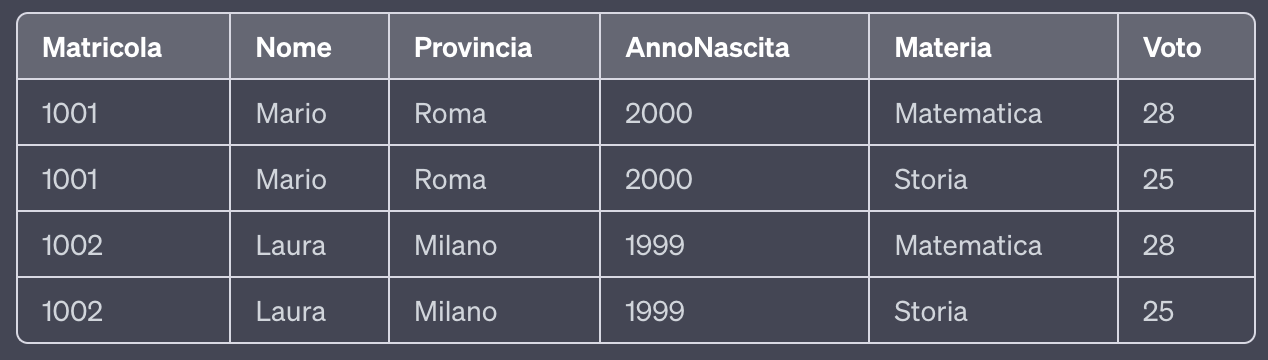 Matricola Nome Provincia AnnoNascita Materia Voto
1001 Mario Roma 2000 Matematica 28
1001 Mario Roma 2000 Storia 25
1002 Laura Milano 1999 Matematica 28
1002 Laura Milano 1999 Storia 25